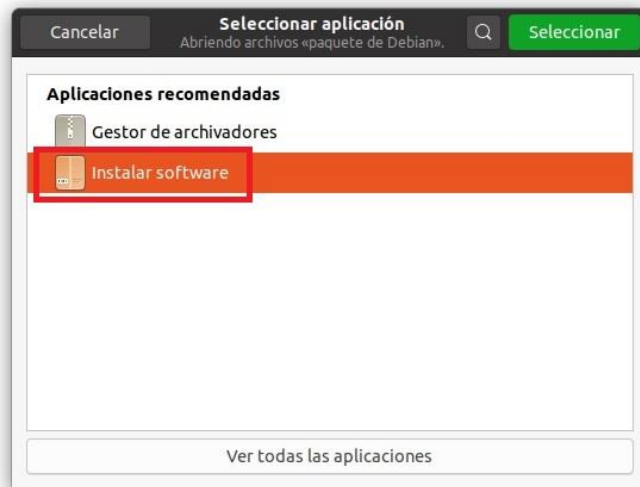 Cancelar
Seleccionar aplicación
Abriendo archivos «paquete de Debian».
Seleccionar
Aplicaciones recomendadas
Gestor de archivadores
Instalar software
Ver todas las aplicaciones